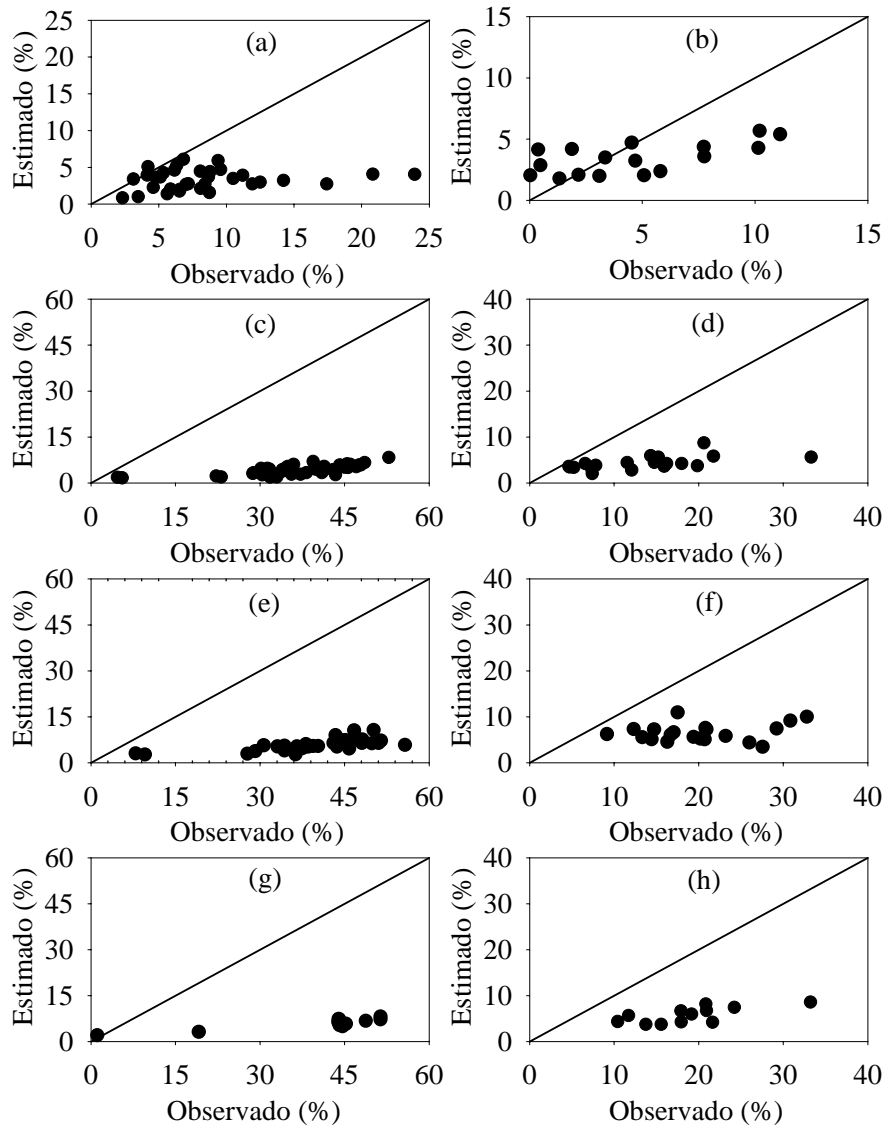 Estimado (%)
25
20
15
10
5
0
(a)
0 5 10 15 20 25
Observado (%)
Estimado (%)
15
10
5
0
(b)
0 5 10 15
Observado (%)
Estimado (%)
60
45
30
15
0
(c)
0 15 30 45 60
Observado (%)
Estimado (%)
40
30
20
10
0
(d)
0 10 20 30 40
Observado (%)
Estimado (%)
60
45
30
15
0
(e)
0 15 30 45 60
Observado (%)
Estimado (%)
40
30
20
10
0
(f)
0 10 20 30 40
Observado (%)
Estimado (%)
60
45
30
15
0
(g)
0 15 30 45 60
Observado (%)
Estimado (%)
40
30
20
10
0
(h)
0 10 20 30 40
Observado (%)